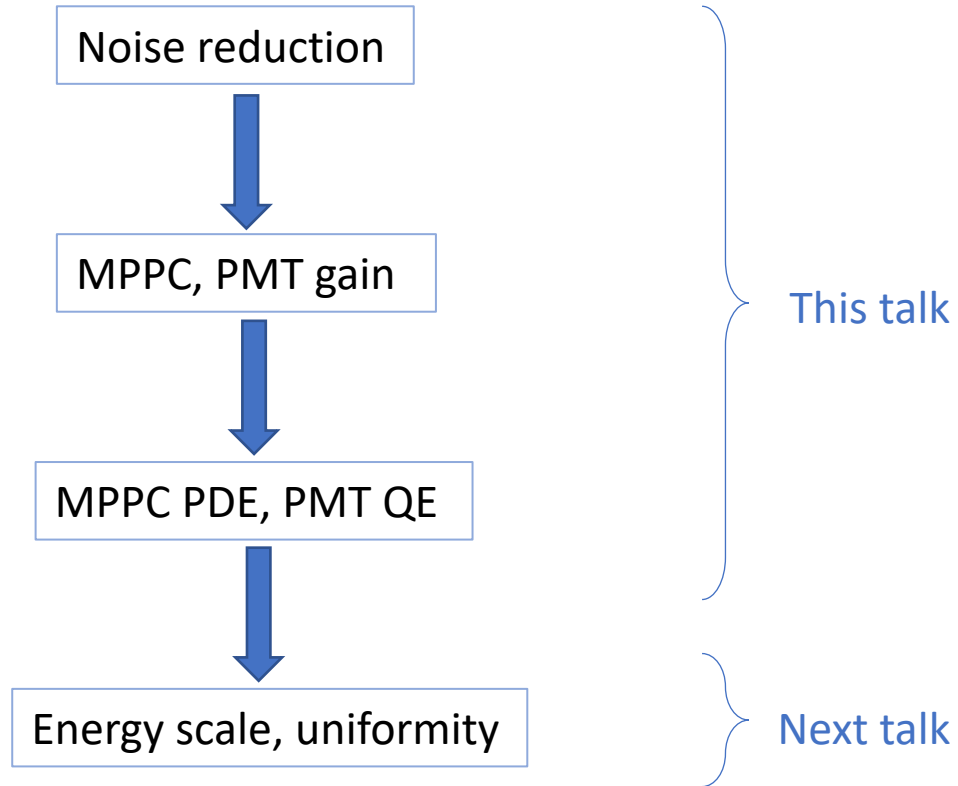 Noise reduction
MPPC, PMT gain
This talk
MPPC PDE, PMT QE
Energy scale, uniformity
Next talk